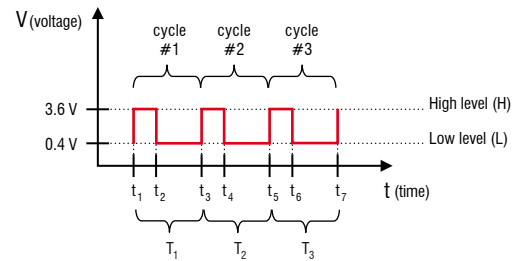 V (voltage)
cycle #1
cycle #2
cycle #3
3.6 V
High level (H)
0.4 V
Low level (L)
t1 t2 t3 t4 t5 t6 t7
t (time)
T1 T2 T3